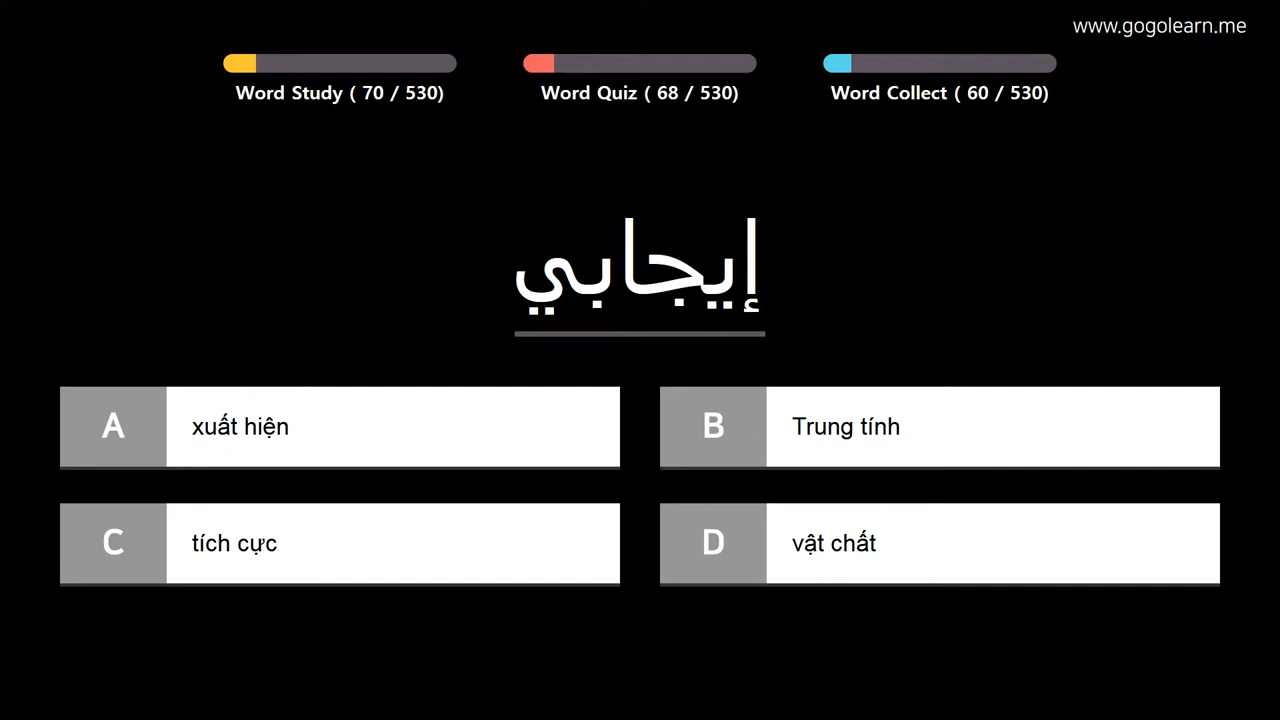 www.gogolearn.me
Word Study ( 70 / 530)
Word Quiz ( 68 / 530)
Word Collect ( 60 / 530)
إيجابي
A xuất hiện
B Trung tính
C tích cực
D vật chất